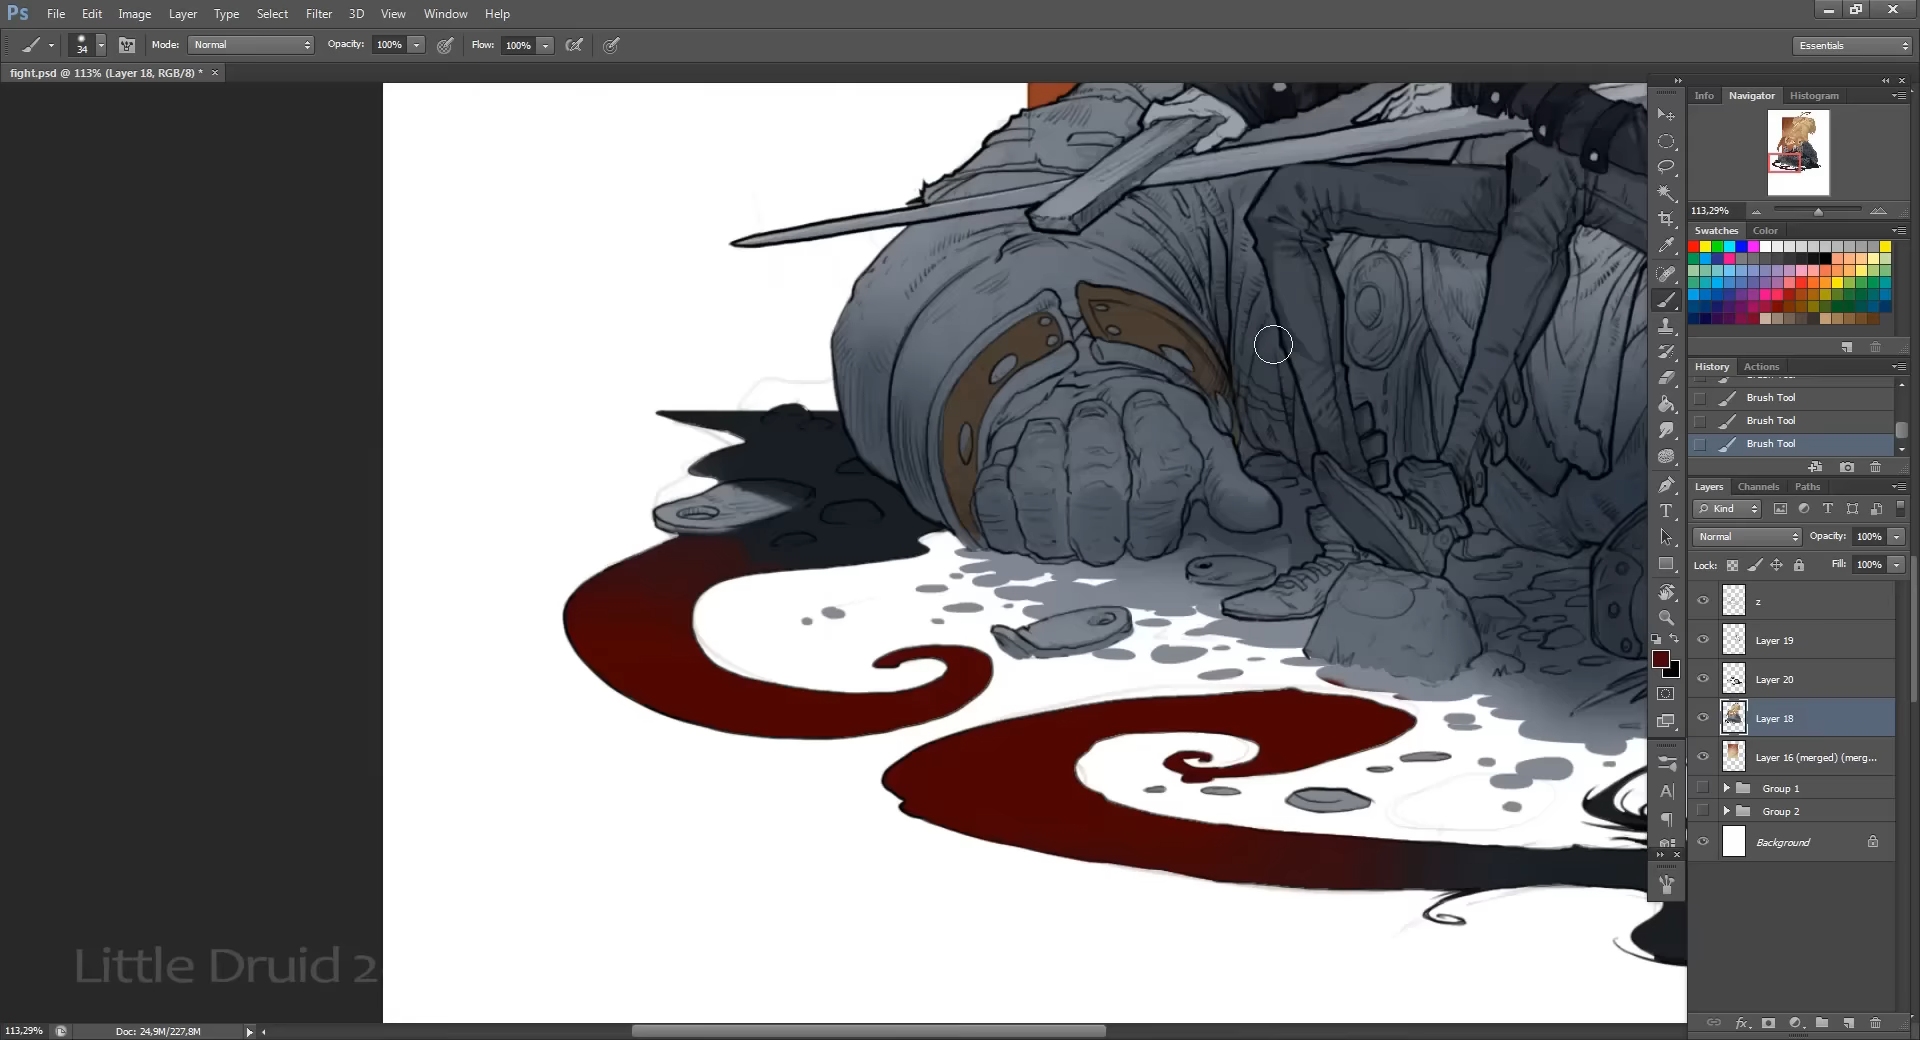 Ps File Edit Image Layer Type Select Filter 3D View Window Help
34 Mode: Normal Opacity: 100% Flow: 100% Essentials
fight.psd @ 113% (Layer 18, RGB/8) * ×
Info Navigator Histogram
113,29%
Swatches Color
History Actions
Brush Tool
Brush Tool
Brush Tool
Layers Channels Paths
Kind
Normal Opacity: 100%
Lock: Fill: 100%
z
Layer 19
Layer 20
Layer 18
Layer 16 (merged) (merg...
Group 1
Group 2
Background
Little Druid 2
113,29% Doc: 24,9M/227,8M